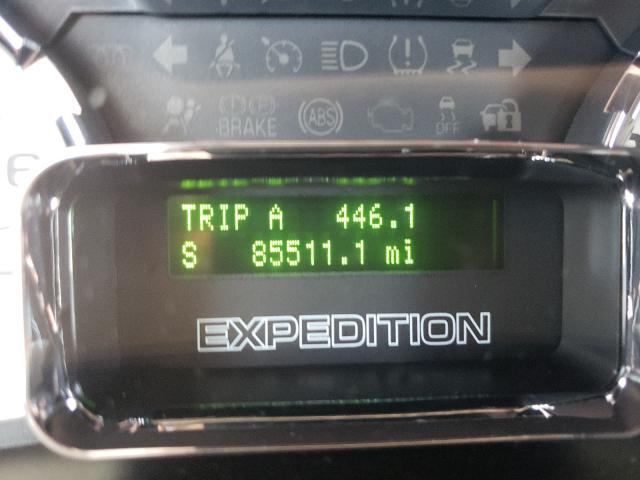 BRAKE
ABS
OFF
TRIP A 446.1
S 85511.1 mi
EXPEDITION